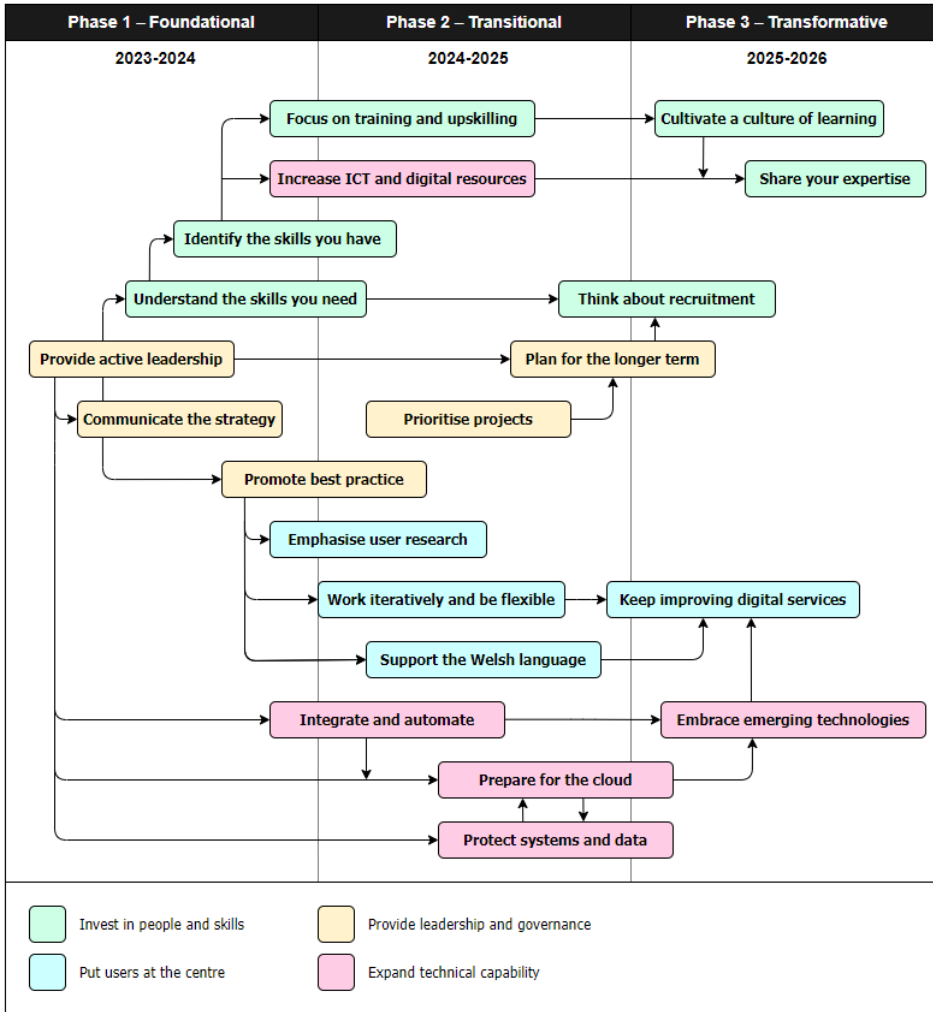 Phase 1 – Foundational
Phase 2 – Transitional
Phase 3 – Transformative
2023-2024
2024-2025
2025-2026
Focus on training and upskilling
Cultivate a culture of learning
Increase ICT and digital resources
Share your expertise
Identify the skills you have
Understand the skills you need
Think about recruitment
Provide active leadership
Plan for the longer term
Communicate the strategy
Prioritise projects
Promote best practice
Emphasise user research
Work iteratively and be flexible
Keep improving digital services
Support the Welsh language
Integrate and automate
Embrace emerging technologies
Prepare for the cloud
Protect systems and data
Invest in people and skills
Provide leadership and governance
Put users at the centre
Expand technical capability